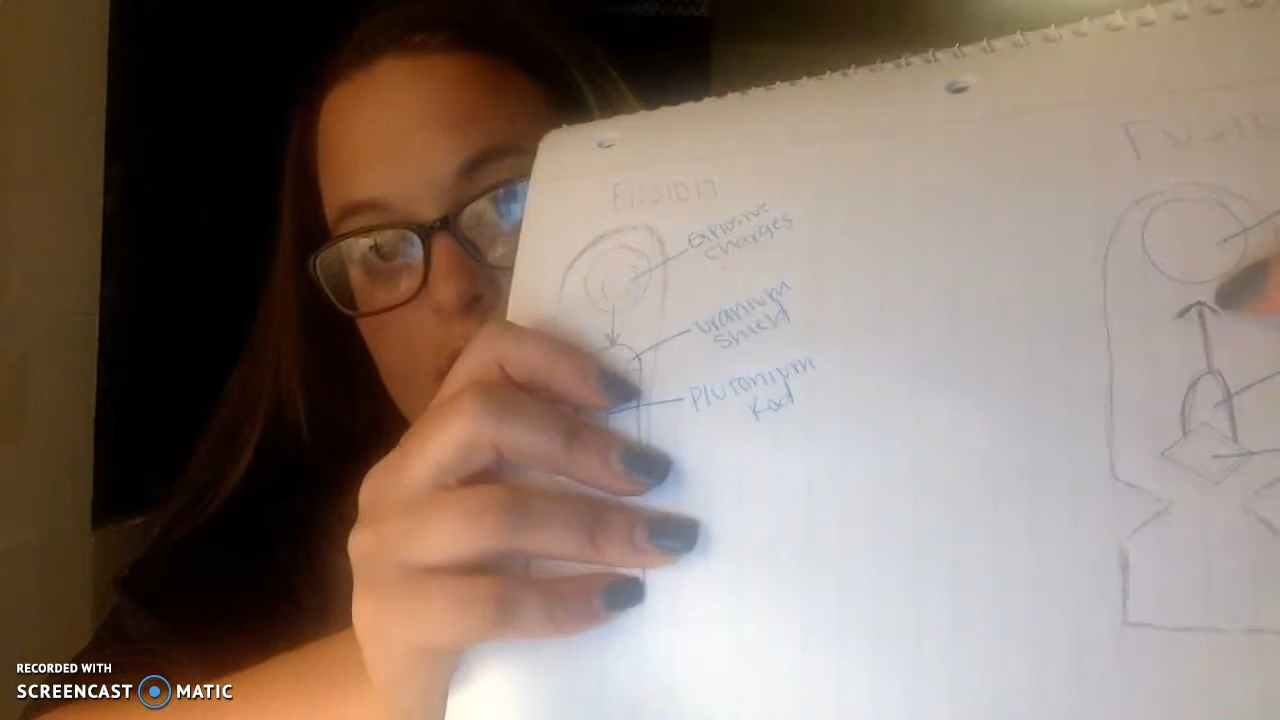 Fission
Explosive
charges
uranium
shield
Plutonium
Rod
RECORDED WITH
SCREENCAST MATIC